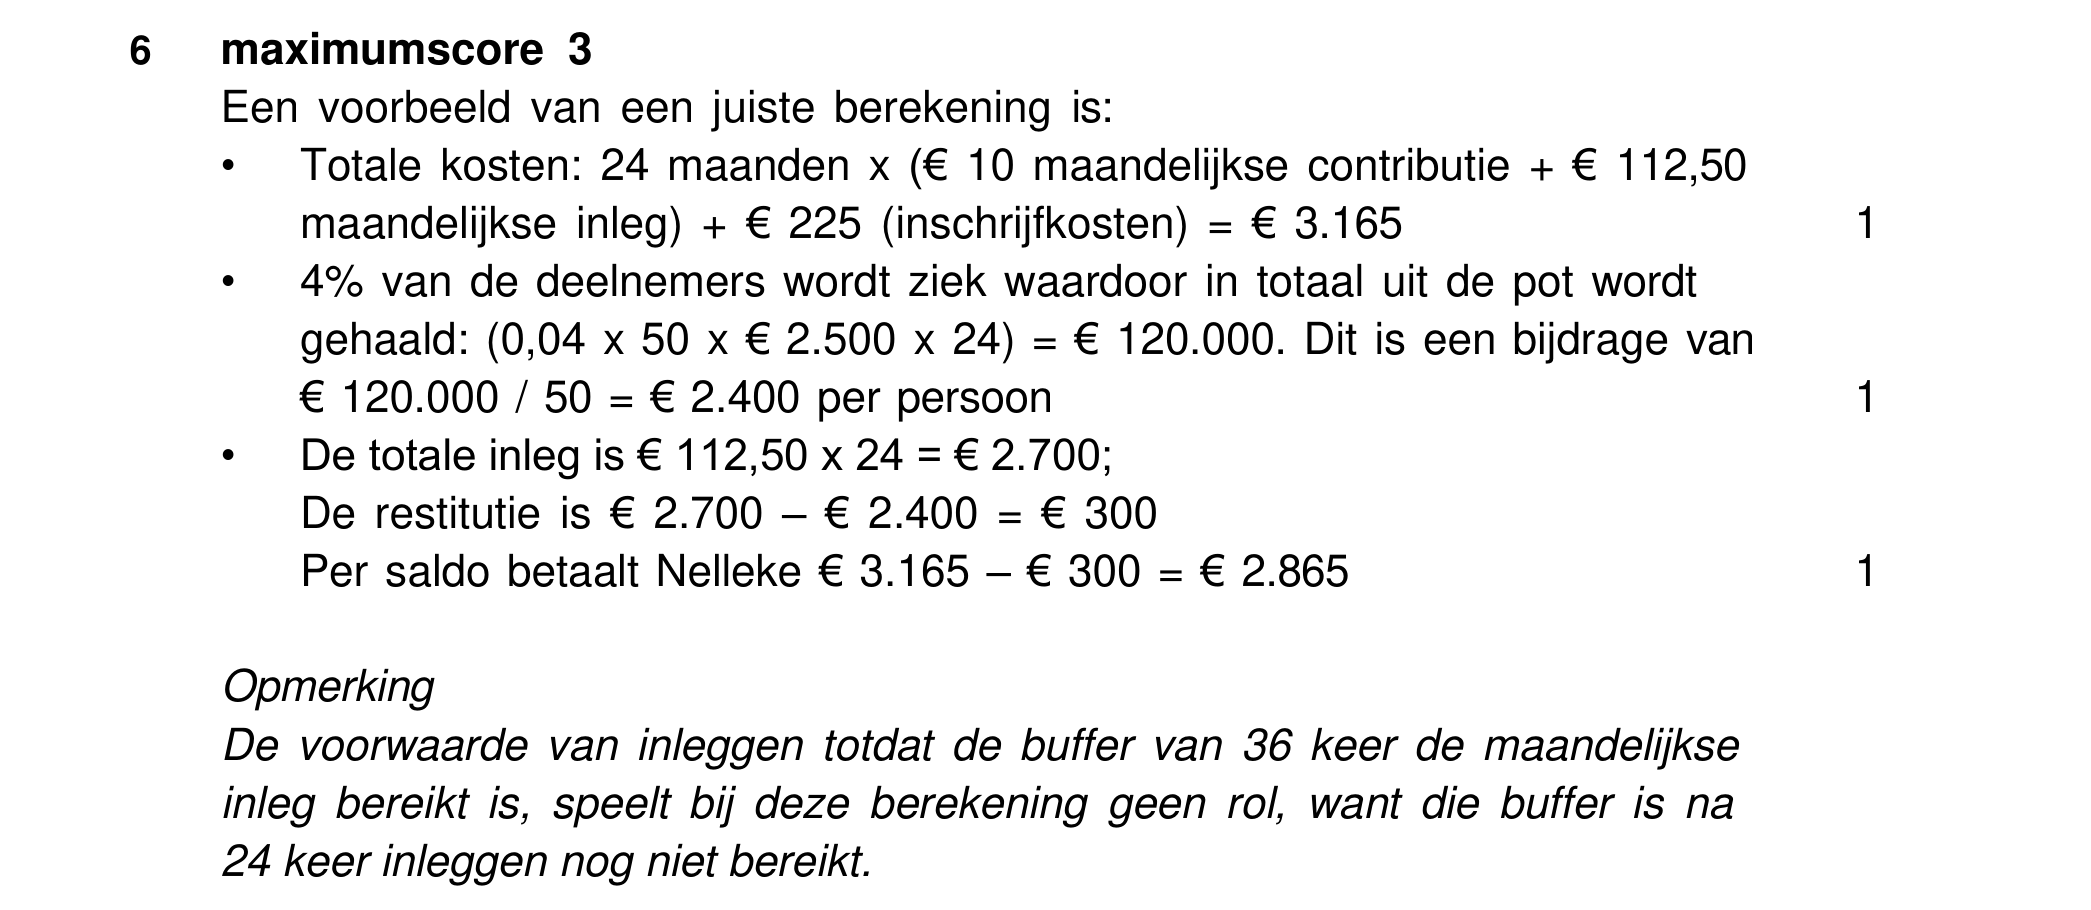 6 maximumscore 3
Een voorbeeld van een juiste berekening is:
• Totale kosten: 24 maanden x (€ 10 maandelijkse contributie + € 112,50
maandelijkse inleg) + € 225 (inschrijfkosten) = € 3.165 1
• 4% van de deelnemers wordt ziek waardoor in totaal uit de pot wordt
gehaald: (0,04 x 50 x € 2.500 x 24) = € 120.000. Dit is een bijdrage van
€ 120.000 / 50 = € 2.400 per persoon 1
• De totale inleg is € 112,50 x 24 = € 2.700;
De restitutie is € 2.700 – € 2.400 = € 300
Per saldo betaalt Nelleke € 3.165 – € 300 = € 2.865 1
Opmerking
De voorwaarde van inleggen totdat de buffer van 36 keer de maandelijkse
inleg bereikt is, speelt bij deze berekening geen rol, want die buffer is na
24 keer inleggen nog niet bereikt.